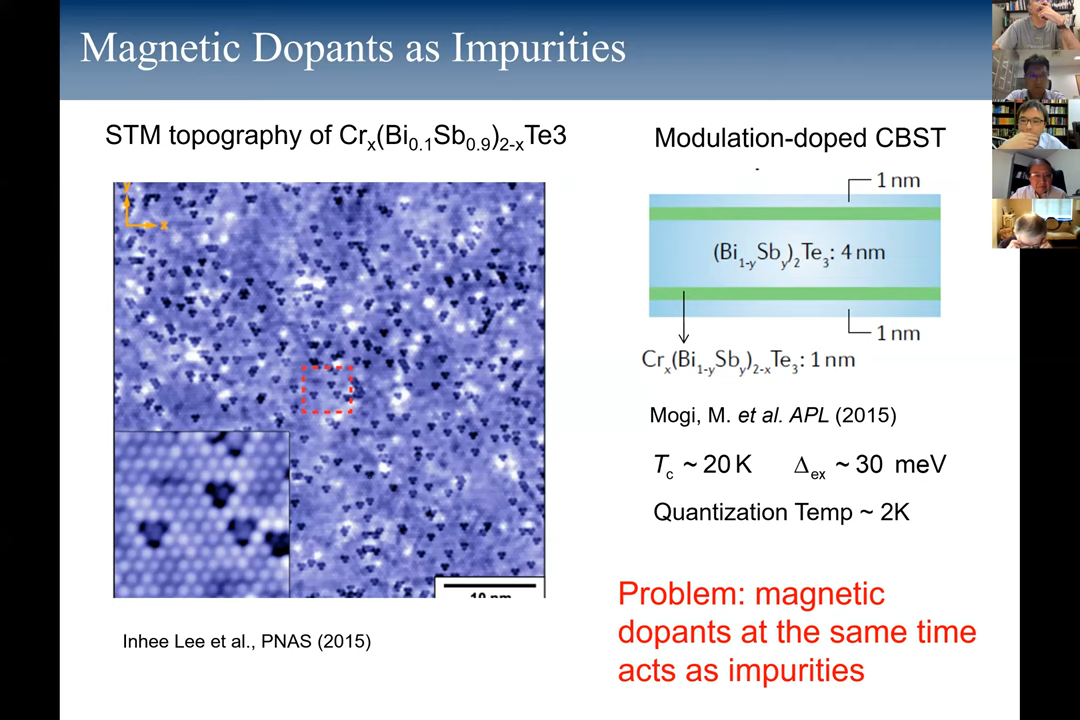 Magnetic Dopants as Impurities
STM topography of Crₓ(Bi₀.₁Sb₀.₉)₂₋ₓTe3
Modulation-doped CBST
y
x
10 nm
1 nm
(Bi₁₋ySby)₂Te₃: 4 nm
1 nm
Crₓ(Bi₁₋ySby)₂₋ₓTe₃: 1 nm
Mogi, M. et al. APL (2015)
Tc ~ 20 K Δex ~ 30 meV
Quantization Temp ~ 2K
Problem: magnetic
dopants at the same time
acts as impurities
Inhee Lee et al., PNAS (2015)